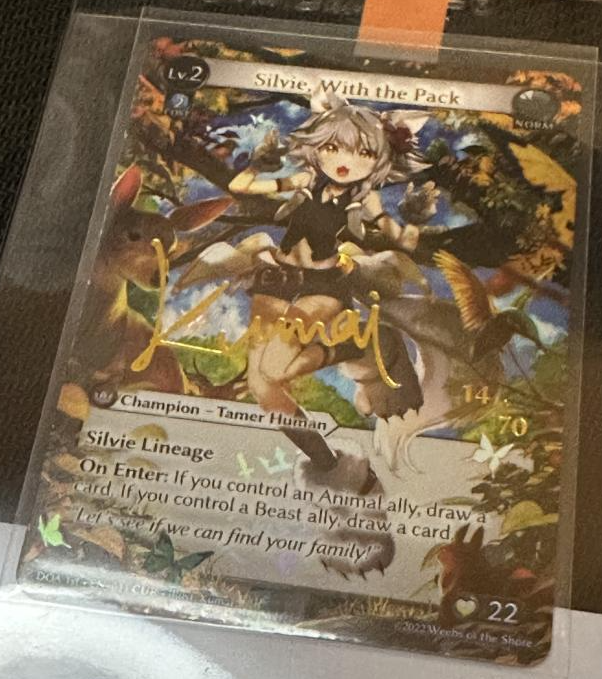 Lv.2
Silvie, With the Pack
NORM
Kumaj
14/
70
Champion – Tamer Human
Silvie Lineage
On Enter: If you control an Animal ally, draw a
card. If you control a Beast ally, draw a card.
"Let's see if we can find your family!"
22
©2022 Weebs of the Shore